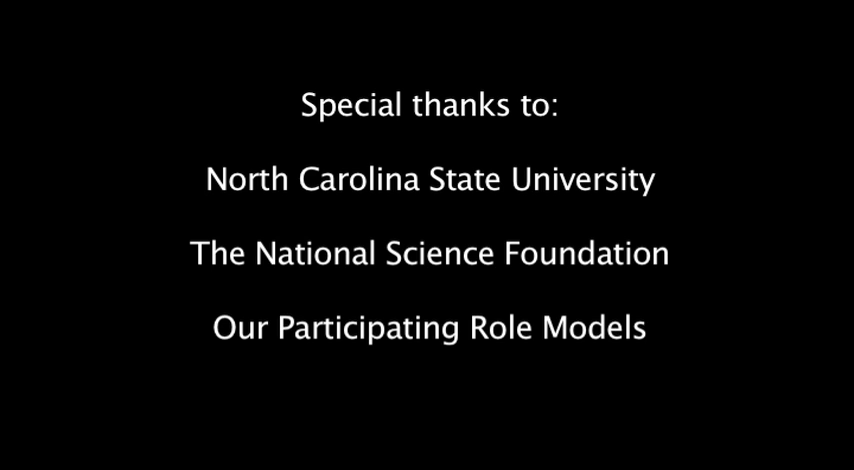 Special thanks to:
North Carolina State University
The National Science Foundation
Our Participating Role Models